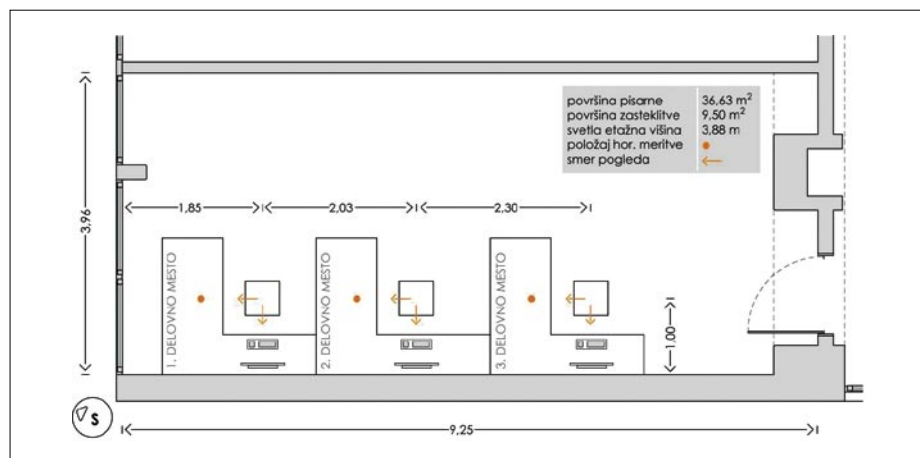 površina pisarne 36,63 m²
površina zasteklitve 9,50 m²
svetla etažna višina 3,88 m
položaj hor. meritve
smer pogleda
3,96
1,85
2,03
2,30
1. DELOVNO MESTO
2. DELOVNO MESTO
3. DELOVNO MESTO
1,00
S
9,25